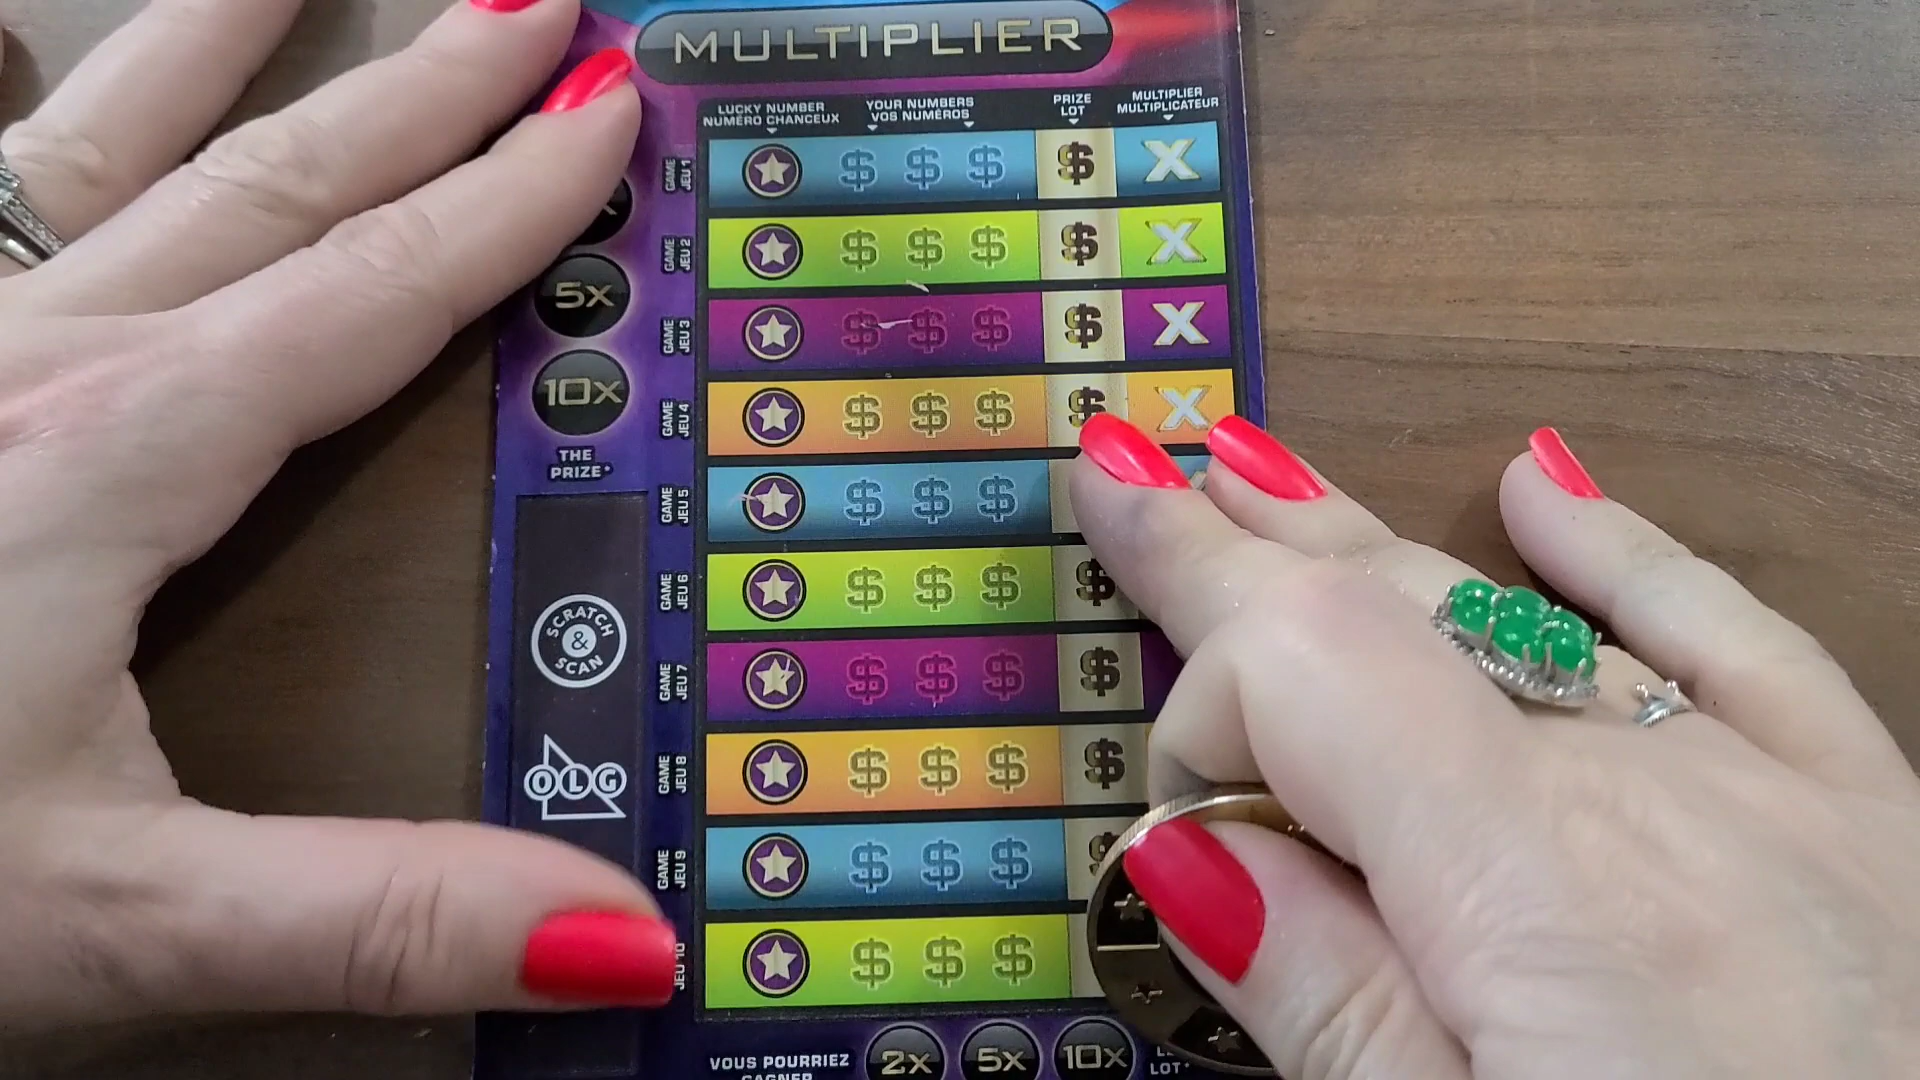 MULTIPLIER
LUCKY NUMBER
NUMÉRO CHANCEUX
YOUR NUMBERS
VOS NUMÉROS
PRIZE
LOT
MULTIPLIER
MULTIPLICATEUR
GAME
JEU 1
$ $ $ $ X
GAME
JEU 2
$ $ $ $ X
5X
GAME
JEU 3
$ $ $ $ X
10X
GAME
JEU 4
$ $ $ $ X
THE
PRIZE*
GAME
JEU 5
$ $ $
GAME
JEU 6
$ $ $ $
SCRATCH
&
SCAN
GAME
JEU 7
$ $ $ $
OLG
GAME
JEU 8
$ $ $ $
GAME
JEU 9
$ $ $ $
JEU 10
$ $ $
VOUS POURRIEZ
GAGNER
2X 5X 10X
LOT*